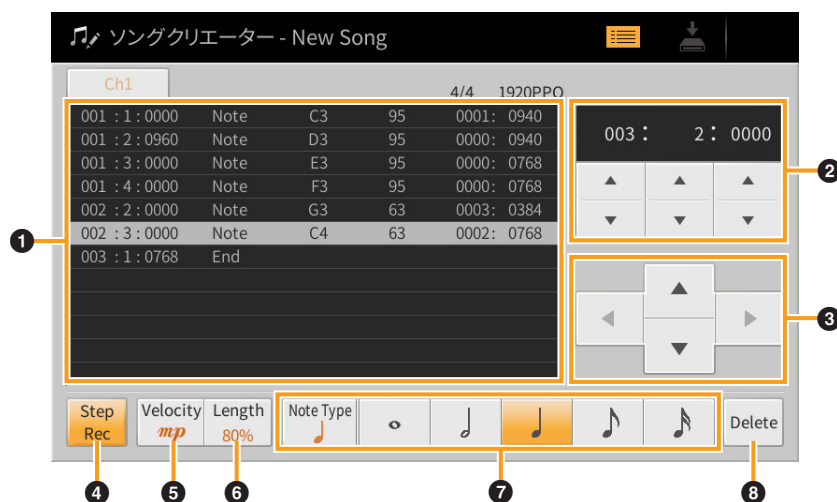 ソングクリエーター - New Song
Ch1
4/4 1920PPQ
001 : 1 : 0000 Note C3 95 0001: 0940
001 : 2 : 0960 Note D3 95 0000: 0940
001 : 3 : 0000 Note E3 95 0000: 0768
001 : 4 : 0000 Note F3 95 0000: 0768
002 : 2 : 0000 Note G3 63 0003: 0384
002 : 3 : 0000 Note C4 63 0002: 0768
003 : 1 : 0768 End
003 : 2 : 0000
1
2
3
Step Rec
Velocity
mp
Length
80%
Note Type
Delete
4
5
6
7
8